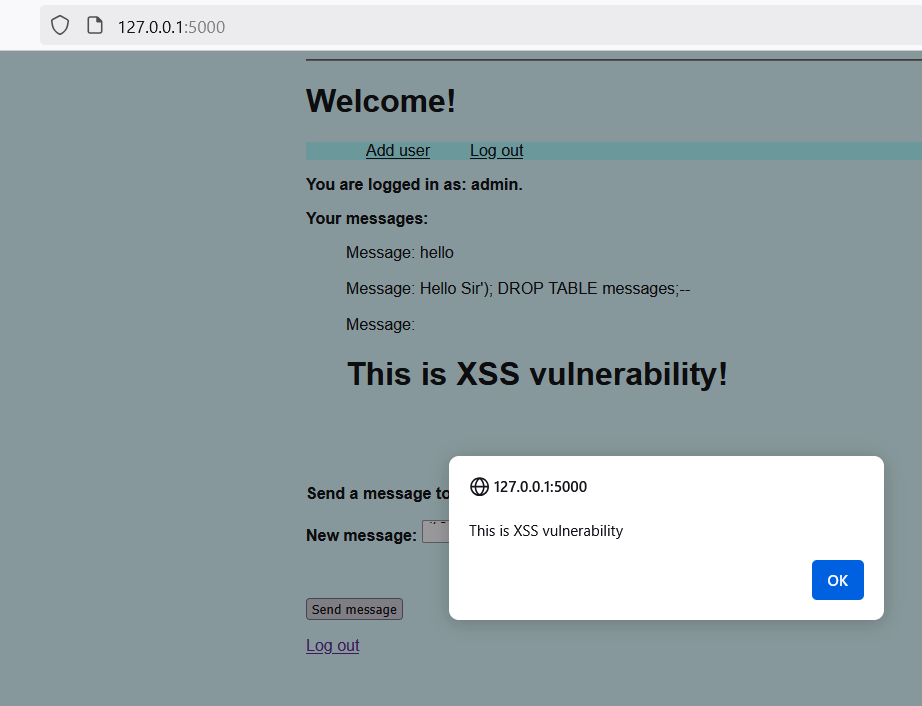 127.0.0.1:5000
Welcome!
Add user Log out
You are logged in as: admin.
Your messages:
Message: hello
Message: Hello Sir'); DROP TABLE messages;--
Message:
This is XSS vulnerability!
Send a message to
New message:
127.0.0.1:5000
This is XSS vulnerability
OK
Send message
Log out